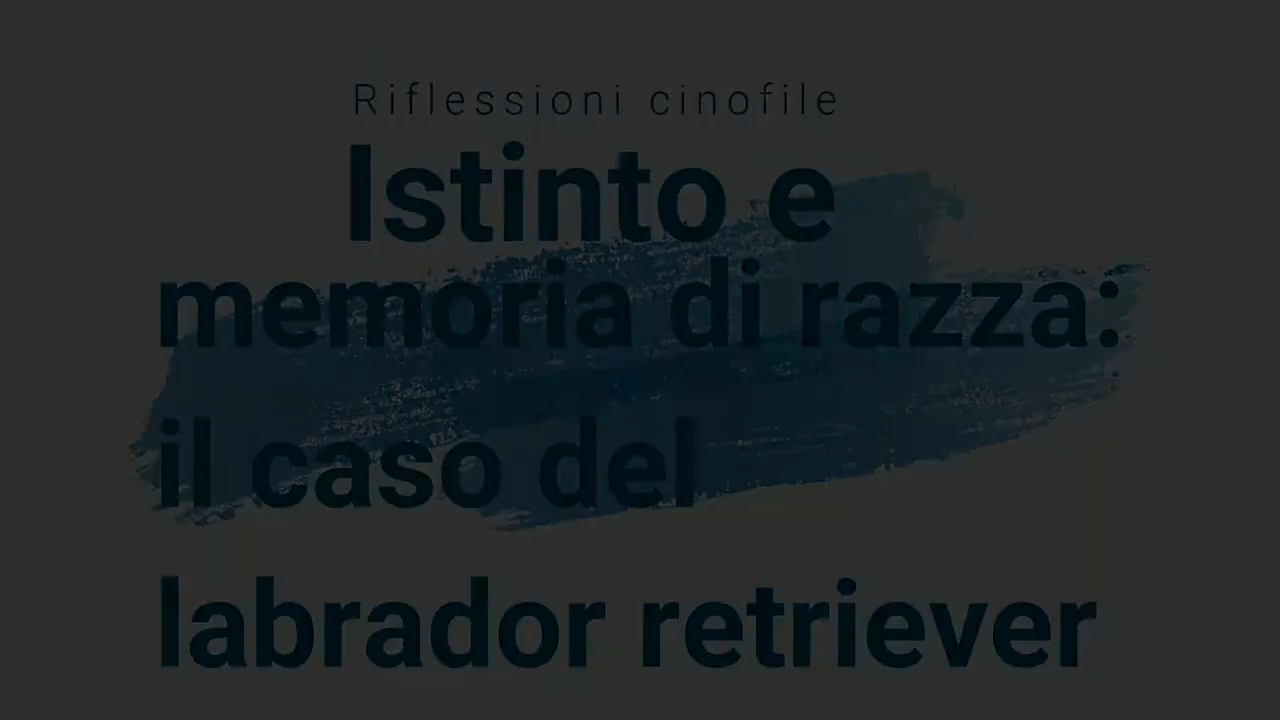 Riflessioni cinofile
Istinto e
memoria di razza:
il caso del
labrador retriever